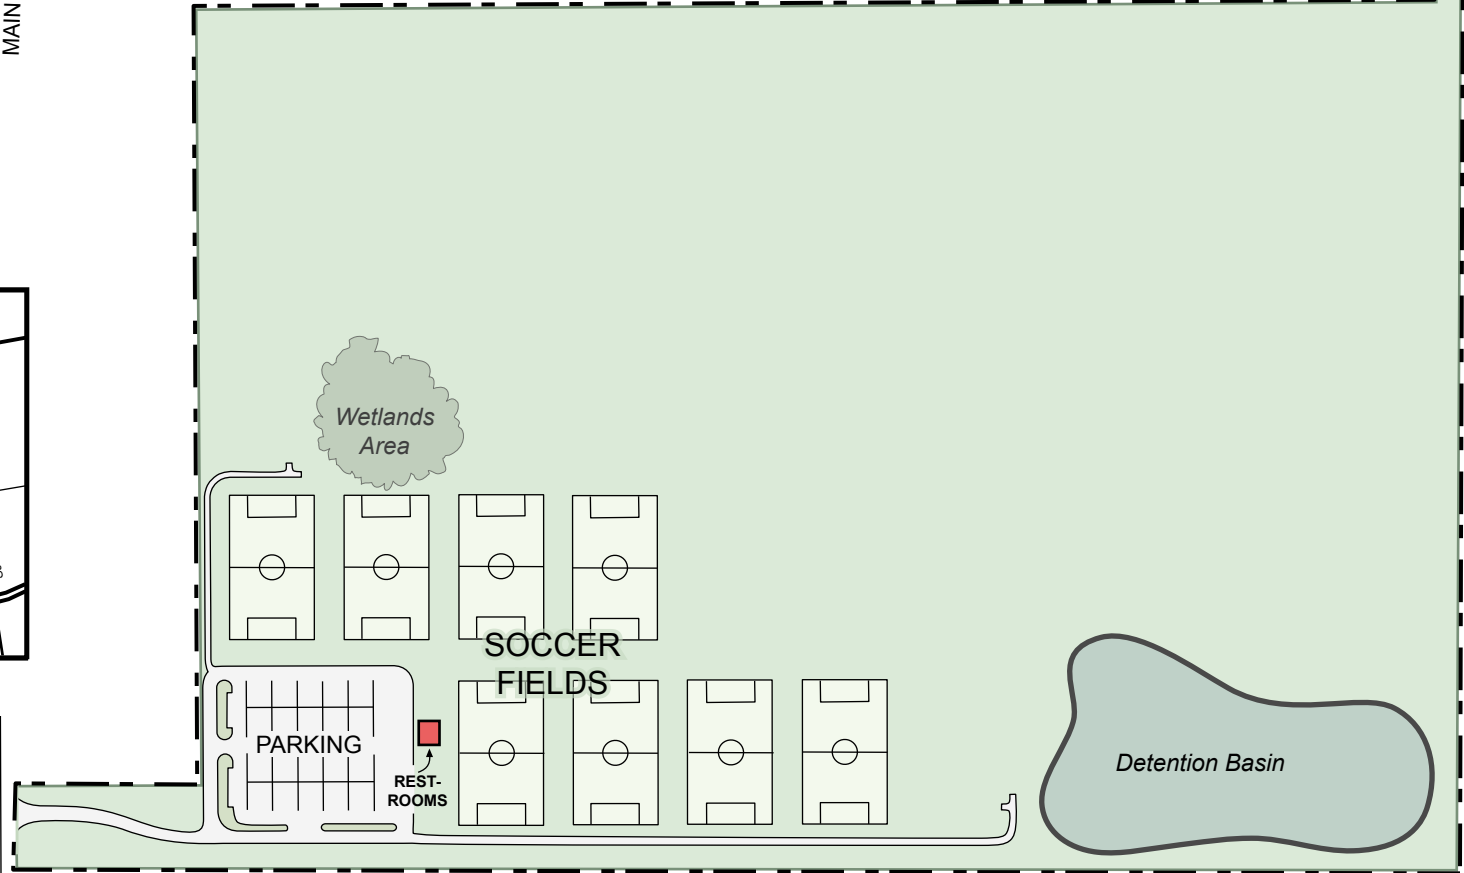 MAIN
Wetlands
Area
SOCCER
FIELDS
PARKING
REST-
ROOMS
Detention Basin